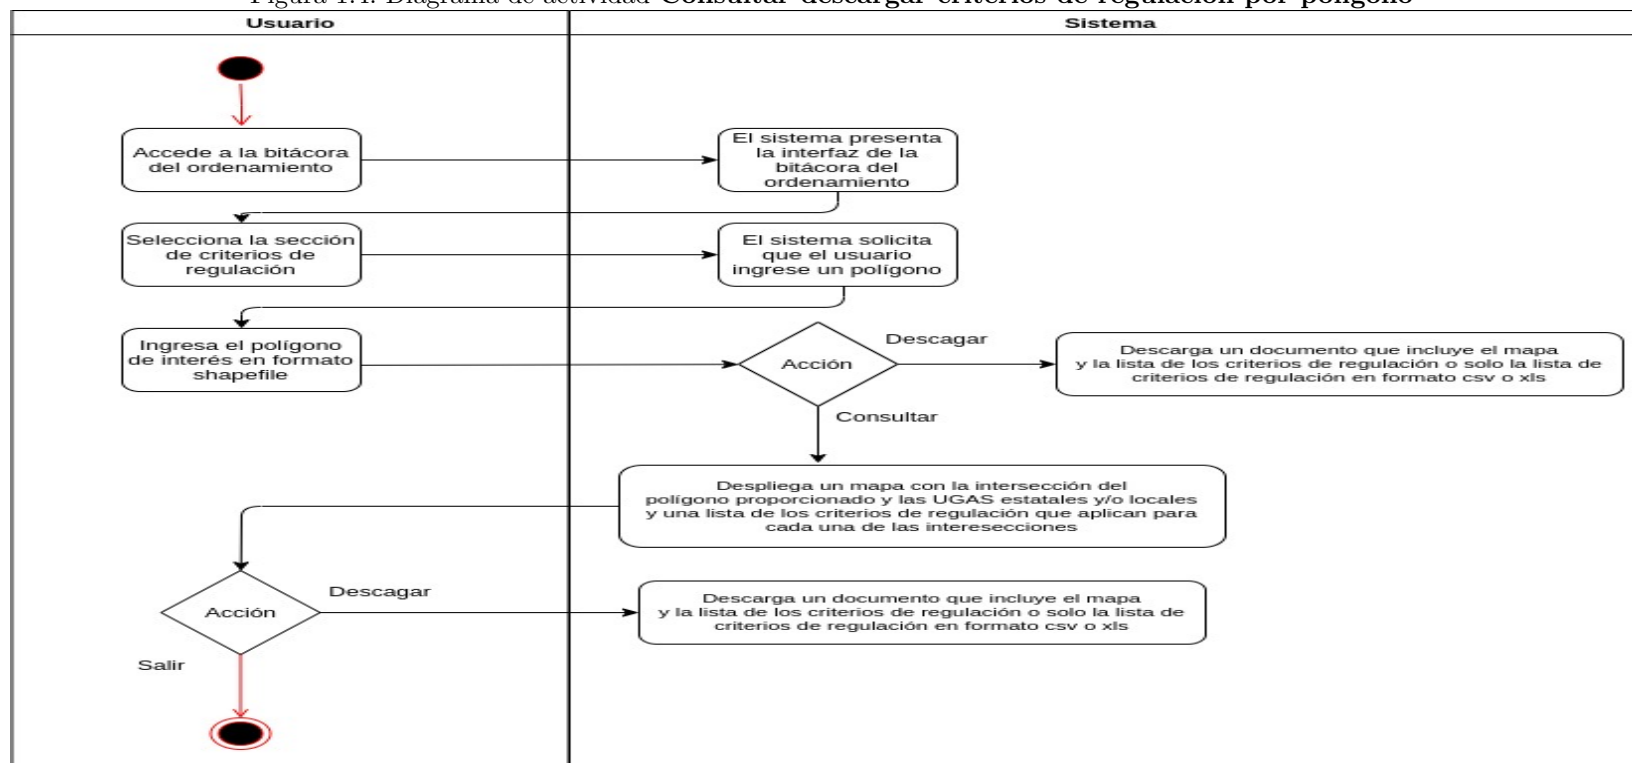 Figura 1.4: Diagrama de actividad Consultar descargar criterios de regulación por polígono
Usuario
Sistema
Accede a la bitácora
del ordenamiento
El sistema presenta
la interfaz de la
bitácora del
ordenamiento
Selecciona la sección
de criterios de
regulación
El sistema solicita
que el usuario
ingrese un polígono
Ingresa el polígono
de interés en formato
shapefile
Acción
Descagar
Descarga un documento que incluye el mapa
y la lista de los criterios de regulación o solo la lista de
criterios de regulación en formato csv o xls
Consultar
Despliega un mapa con la intersección del
polígono proporcionado y las UGAS estatales y/o locales
y una lista de los criterios de regulación que aplican para
cada una de las interesecciones
Acción
Descagar
Descarga un documento que incluye el mapa
y la lista de los criterios de regulación o solo la lista de
criterios de regulación en formato csv o xls
Salir